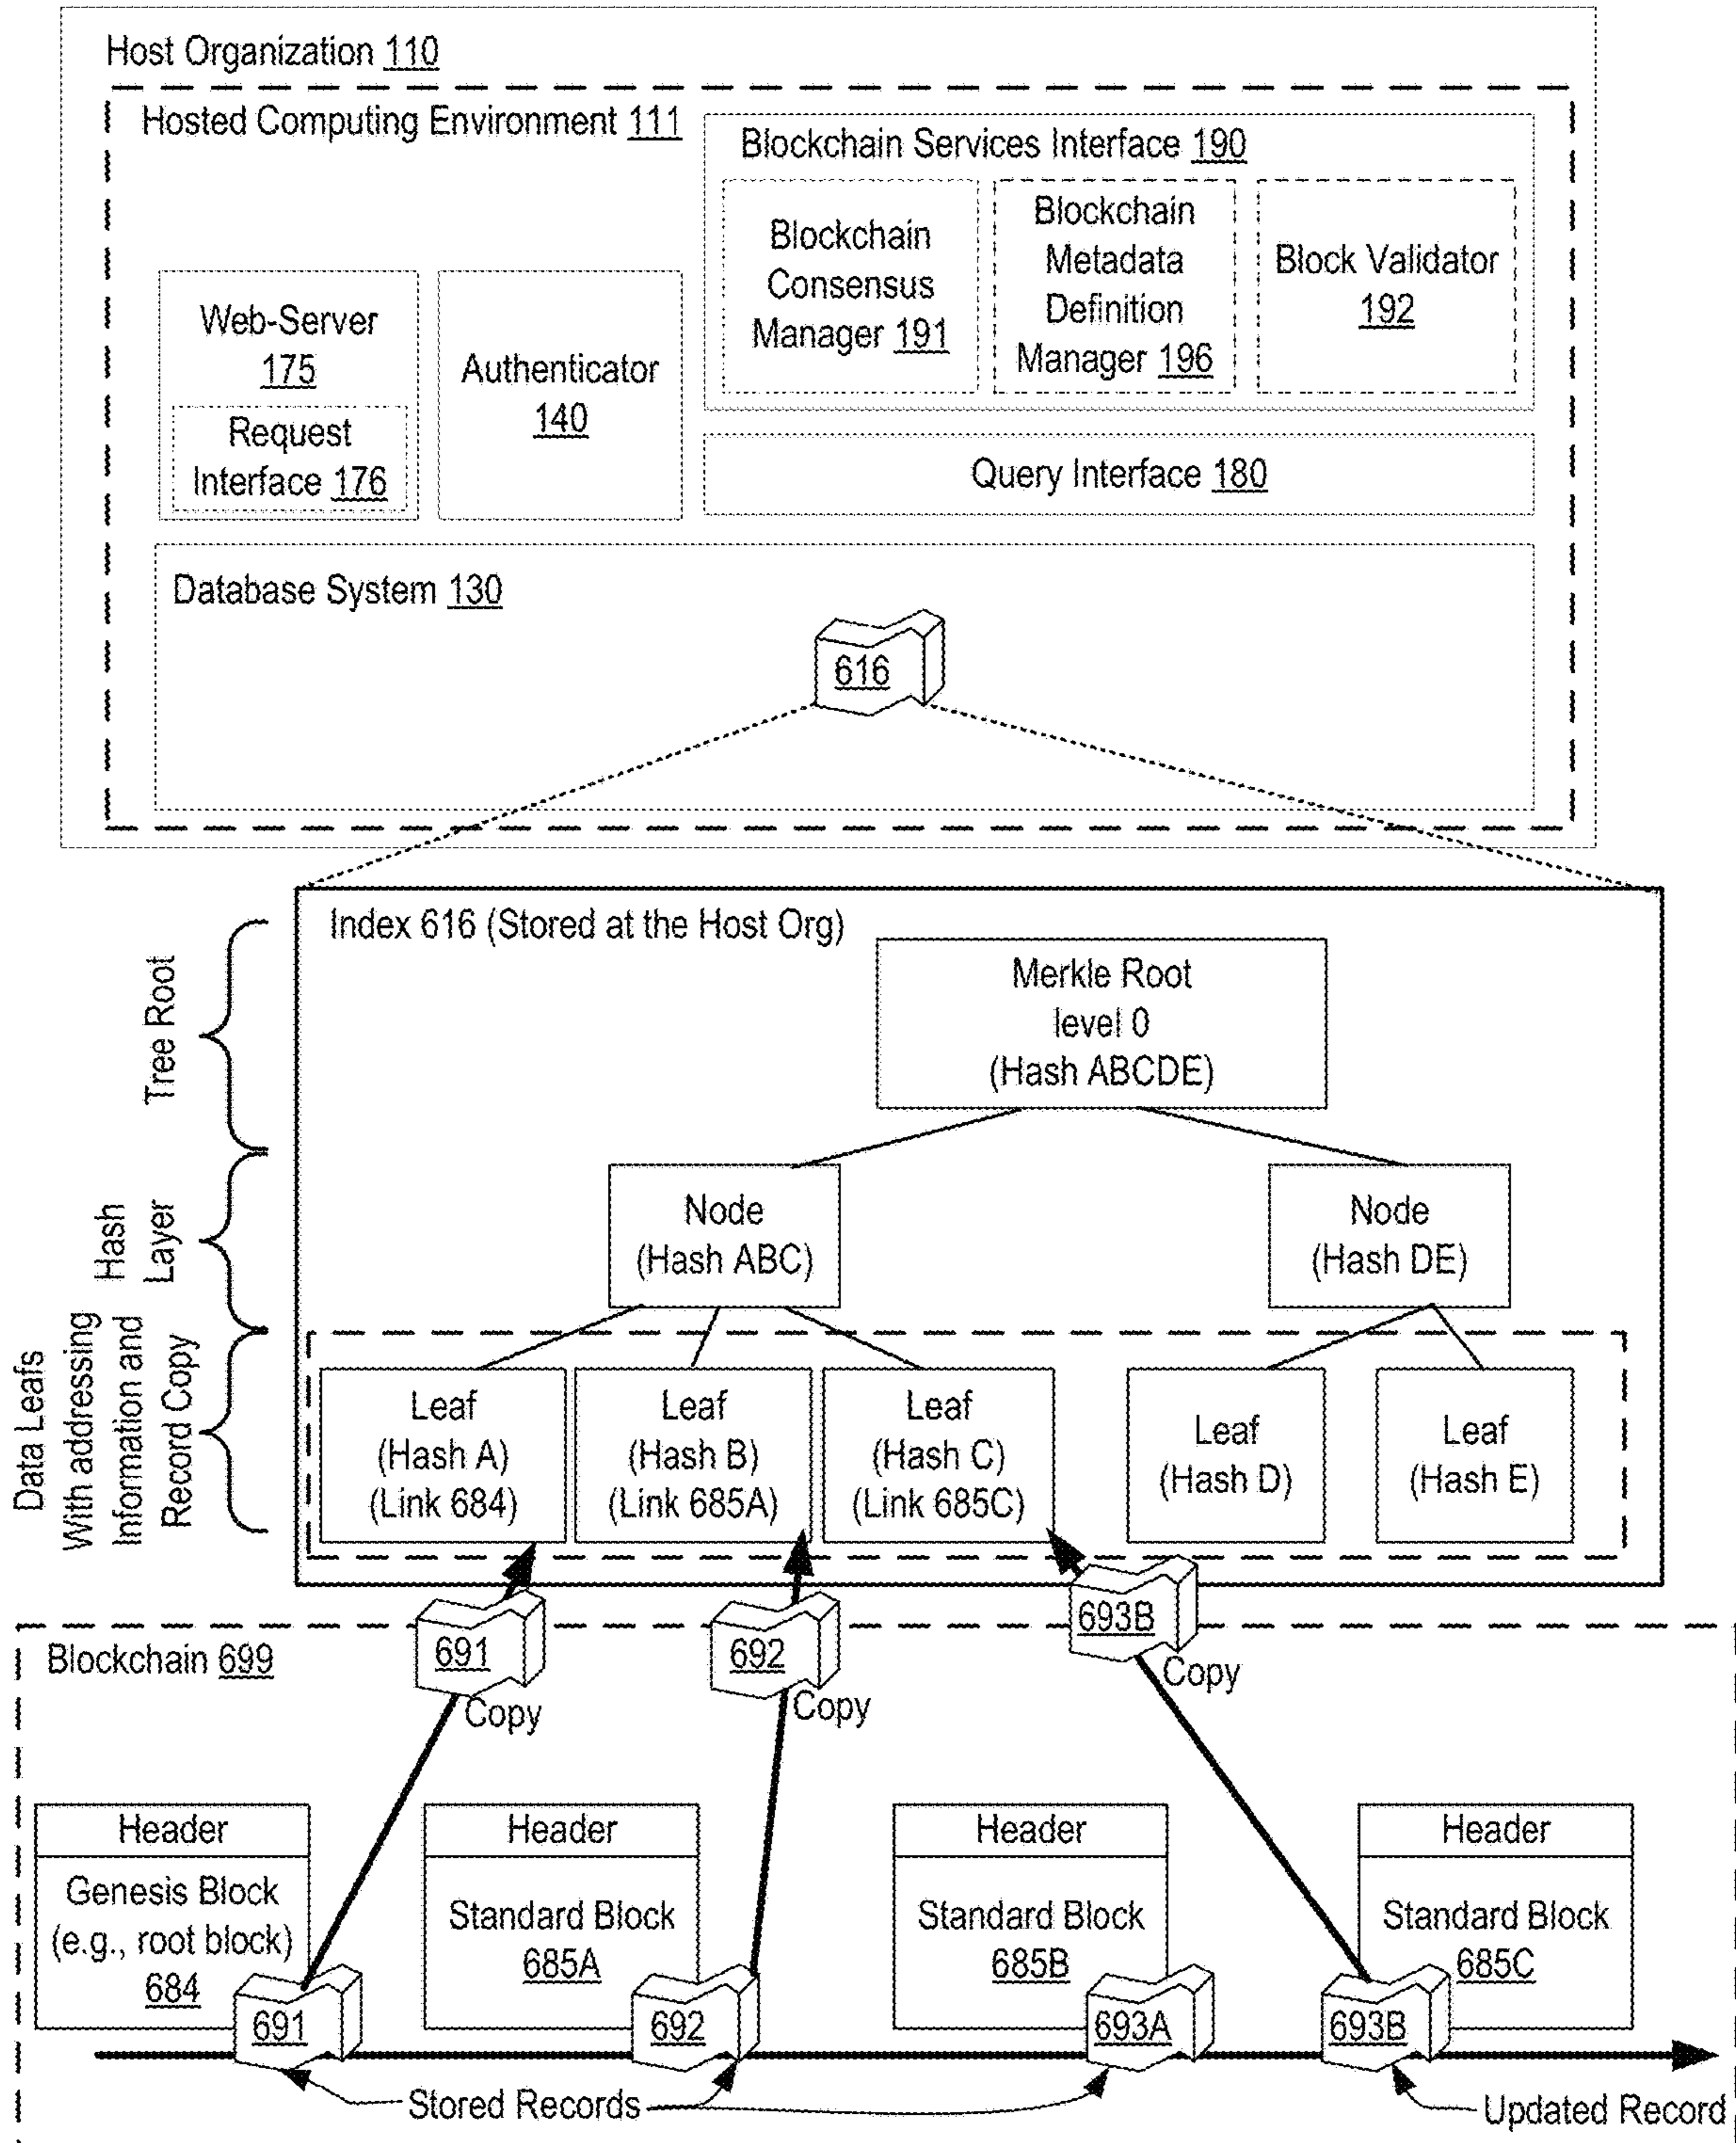 Host Organization 110
Hosted Computing Environment 111
Blockchain Services Interface 190
Blockchain
Consensus
Manager 191
Blockchain
Metadata
Definition
Manager 196
Block Validator
192
Web-Server
175
Request
Interface 176
Authenticator
140
Query Interface 180
Database System 130
616
Index 616 (Stored at the Host Org)
Tree Root
Merkle Root
level 0
(Hash ABCDE)
Hash
Layer
Node
(Hash ABC)
Node
(Hash DE)
Data Leafs
With addressing
Information and
Record Copy
Leaf
(Hash A)
(Link 684)
Leaf
(Hash B)
(Link 685A)
Leaf
(Hash C)
(Link 685C)
Leaf
(Hash D)
Leaf
(Hash E)
Blockchain 699
691
Copy
692
Copy
693B
Copy
Header
Genesis Block
(e.g., root block)
684
691
Header
Standard Block
685A
692
Header
Standard Block
685B
693A
Header
Standard Block
685C
693B
Stored Records
Updated Record